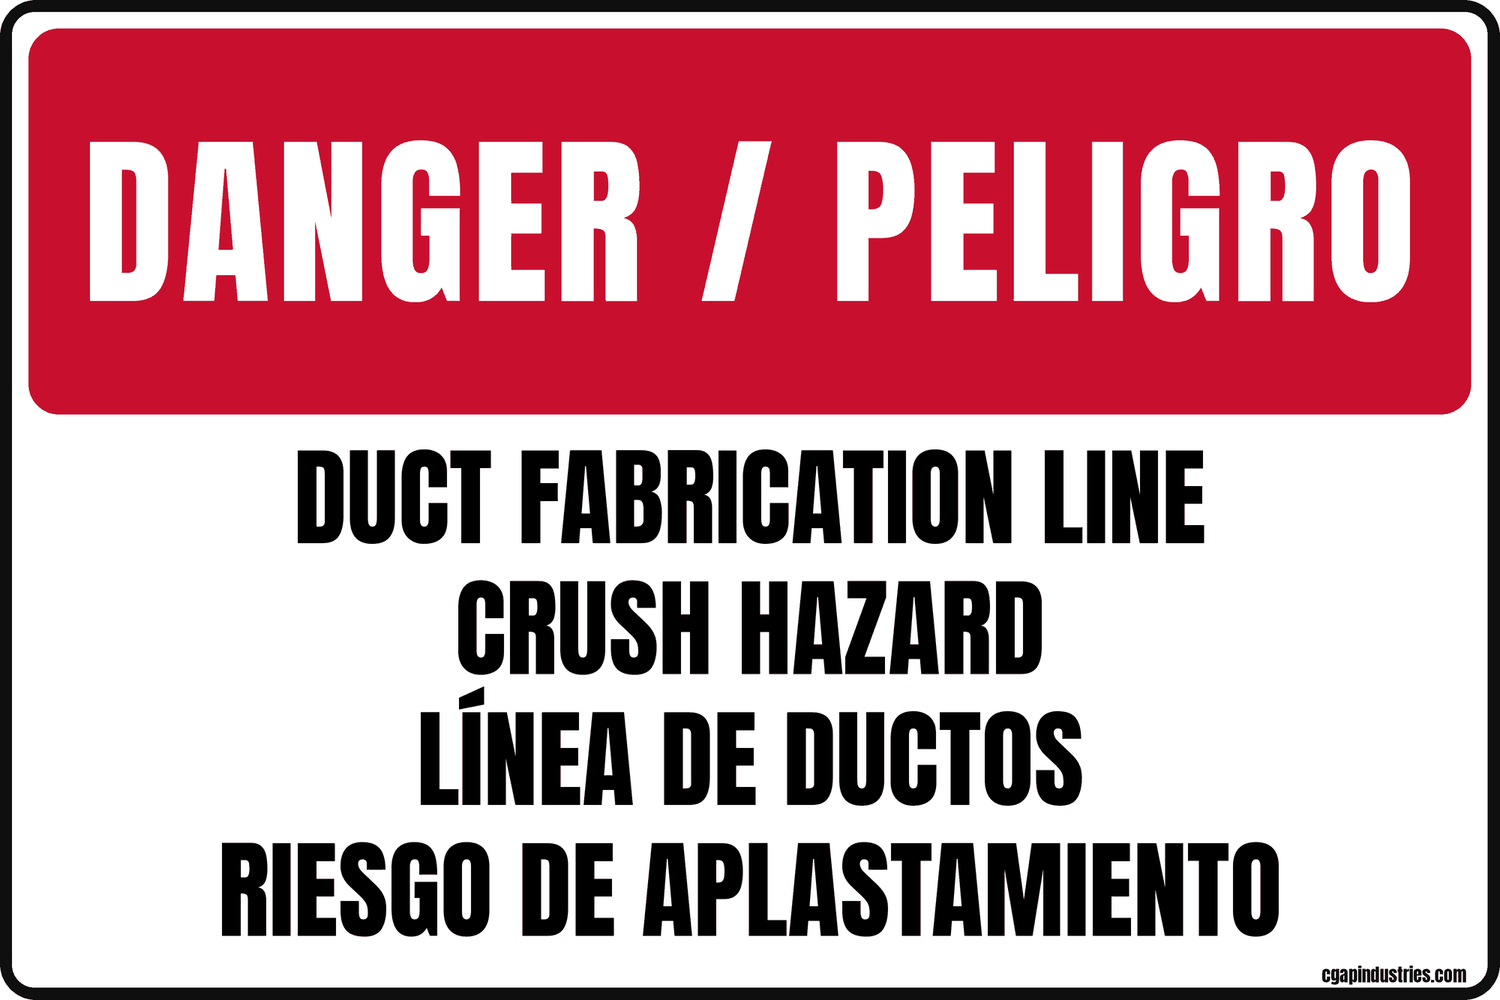 DANGER / PELIGRO
DUCT FABRICATION LINE
CRUSH HAZARD
LÍNEA DE DUCTOS
RIESGO DE APLASTAMIENTO
cgapindustries.com